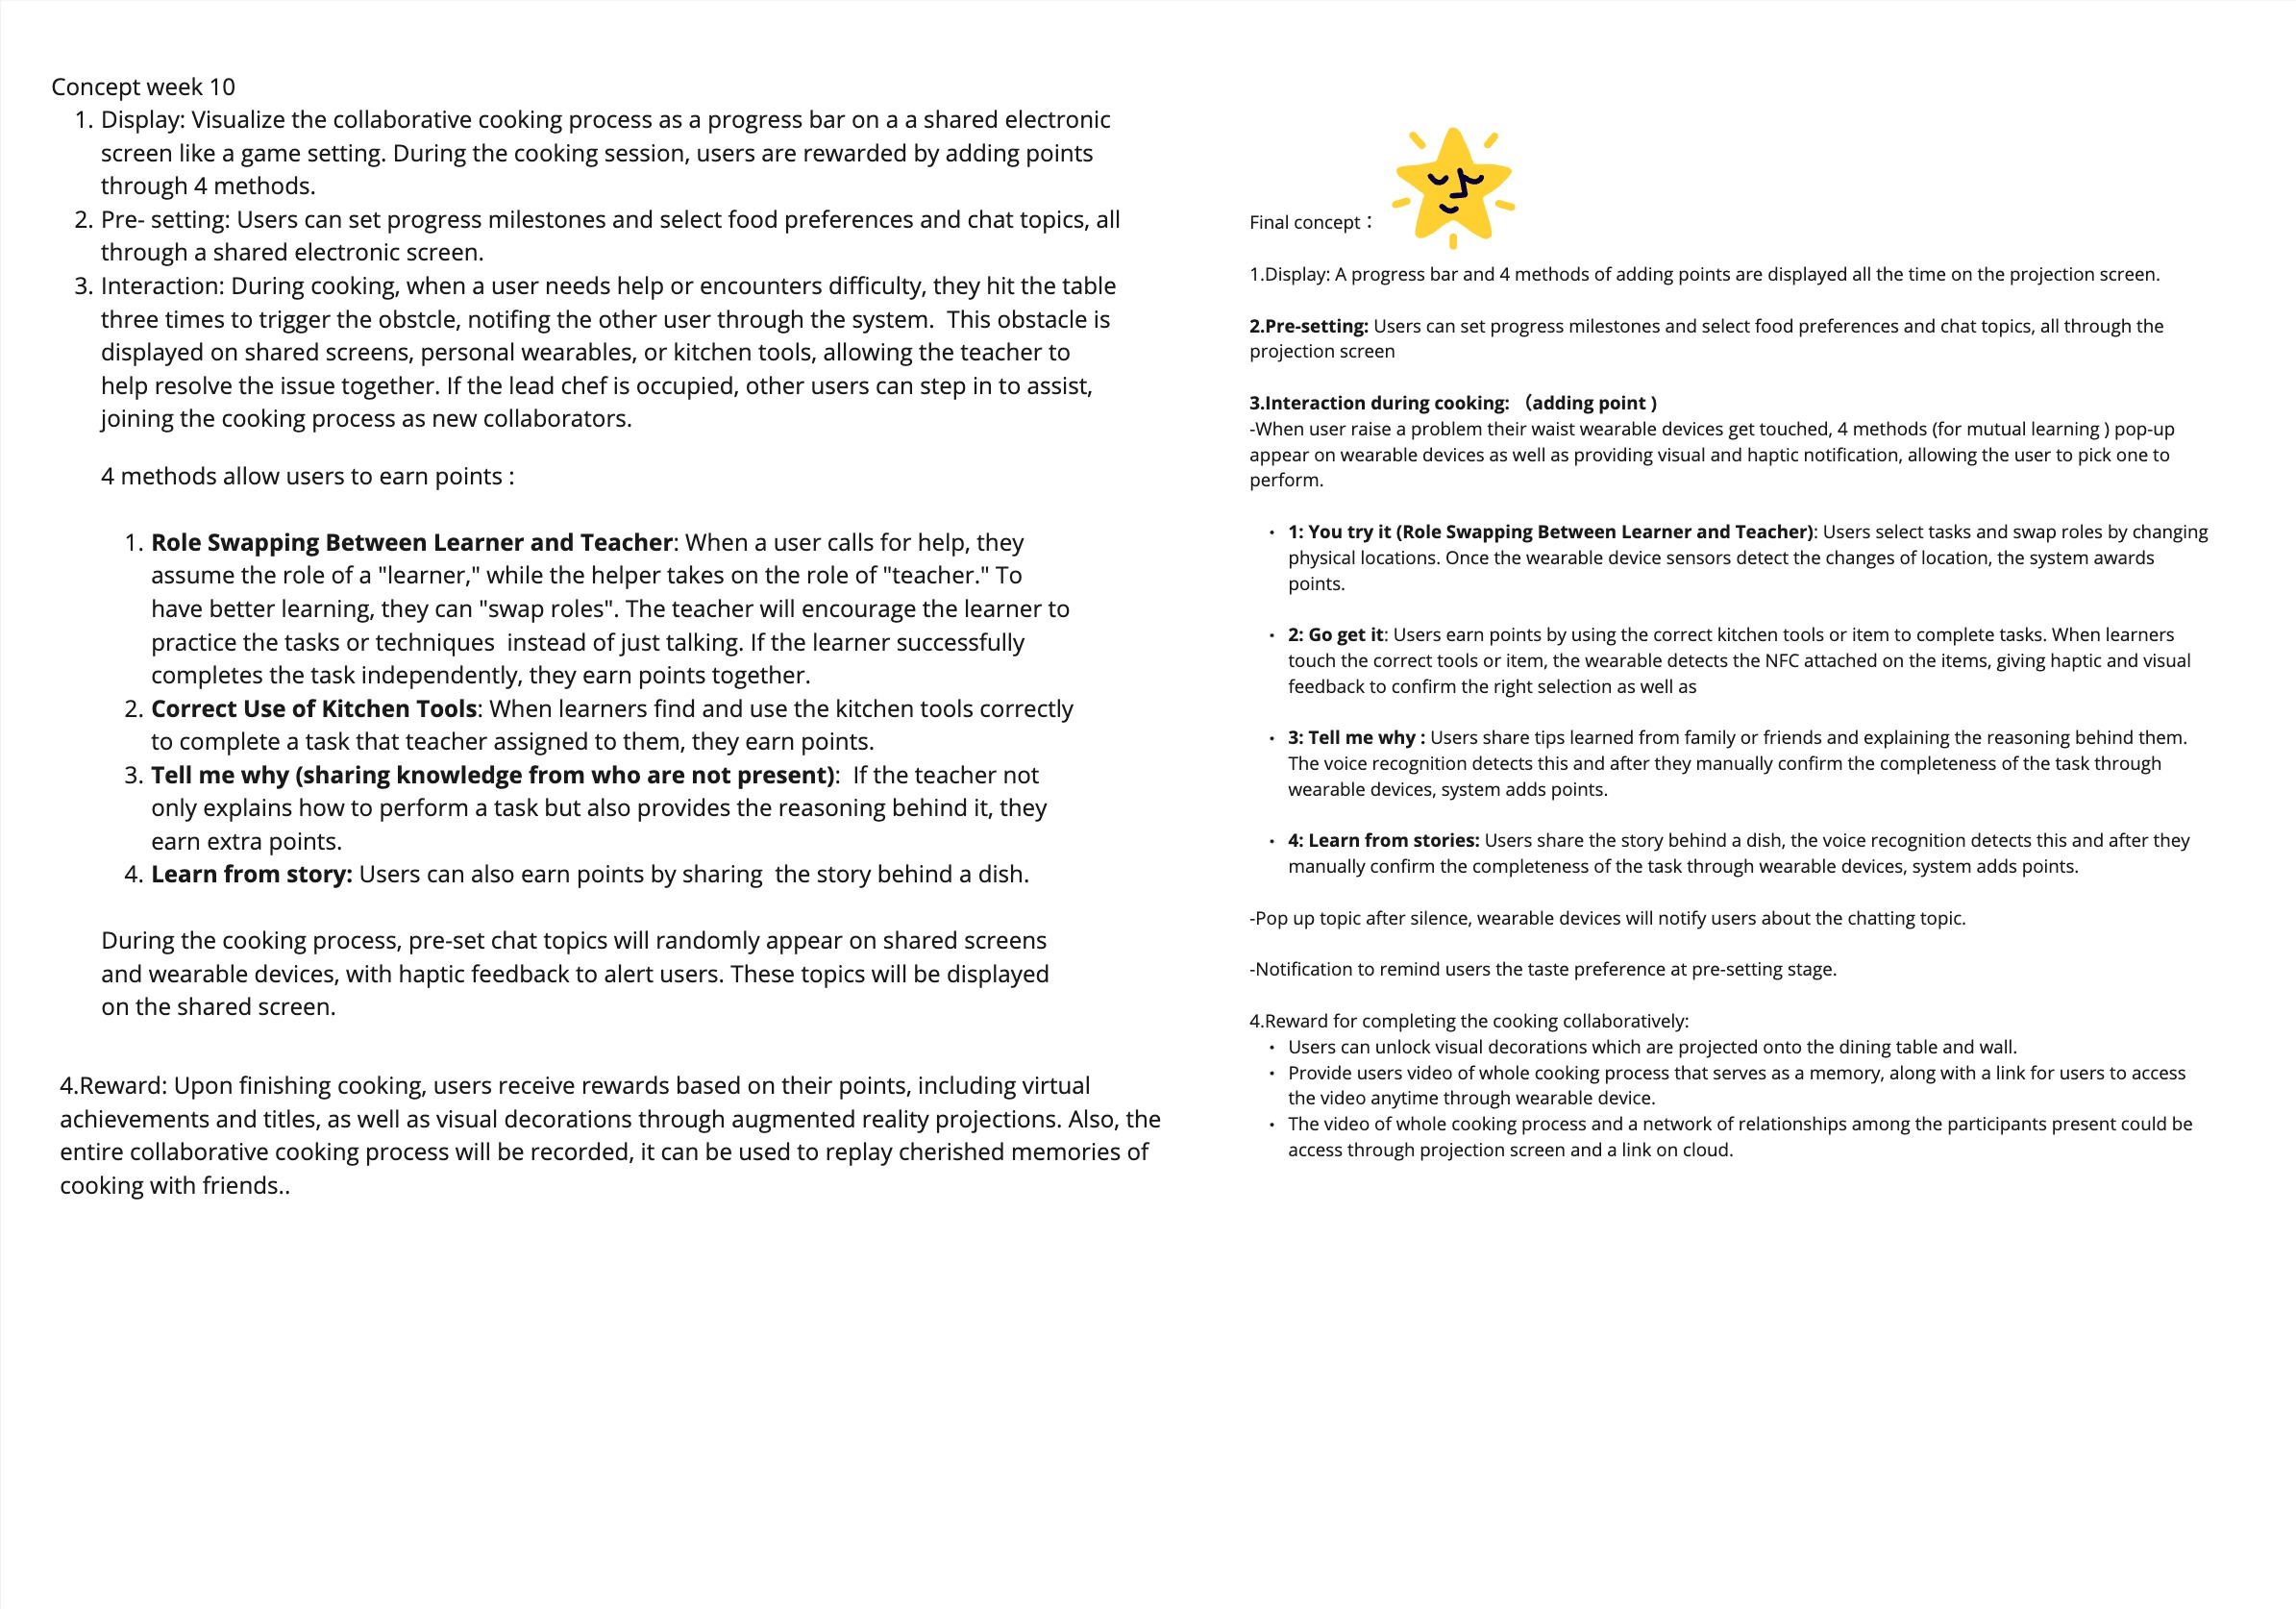 Concept week 10
1. Display: Visualize the collaborative cooking process as a progress bar on a a shared electronic
screen like a game setting. During the cooking session, users are rewarded by adding points
through 4 methods.
2. Pre- setting: Users can set progress milestones and select food preferences and chat topics, all
through a shared electronic screen.
3. Interaction: During cooking, when a user needs help or encounters difficulty, they hit the table
three times to trigger the obstcle, notifing the other user through the system.  This obstacle is
displayed on shared screens, personal wearables, or kitchen tools, allowing the teacher to
help resolve the issue together. If the lead chef is occupied, other users can step in to assist,
joining the cooking process as new collaborators.
4 methods allow users to earn points :
1. Role Swapping Between Learner and Teacher: When a user calls for help, they
assume the role of a "learner," while the helper takes on the role of "teacher." To
have better learning, they can "swap roles". The teacher will encourage the learner to
practice the tasks or techniques  instead of just talking. If the learner successfully
completes the task independently, they earn points together.
2. Correct Use of Kitchen Tools: When learners find and use the kitchen tools correctly
to complete a task that teacher assigned to them, they earn points.
3. Tell me why (sharing knowledge from who are not present):  If the teacher not
only explains how to perform a task but also provides the reasoning behind it, they
earn extra points.
4. Learn from story: Users can also earn points by sharing  the story behind a dish.
During the cooking process, pre-set chat topics will randomly appear on shared screens
and wearable devices, with haptic feedback to alert users. These topics will be displayed
on the shared screen.
4.Reward: Upon finishing cooking, users receive rewards based on their points, including virtual
achievements and titles, as well as visual decorations through augmented reality projections. Also, the
entire collaborative cooking process will be recorded, it can be used to replay cherished memories of
cooking with friends..
Final concept：
1.Display: A progress bar and 4 methods of adding points are displayed all the time on the projection screen.
2.Pre-setting: Users can set progress milestones and select food preferences and chat topics, all through the
projection screen
3.Interaction during cooking: （adding point )
-When user raise a problem their waist wearable devices get touched, 4 methods (for mutual learning ) pop-up
appear on wearable devices as well as providing visual and haptic notification, allowing the user to pick one to
perform.
• 1: You try it (Role Swapping Between Learner and Teacher): Users select tasks and swap roles by changing
physical locations. Once the wearable device sensors detect the changes of location, the system awards
points.
• 2: Go get it: Users earn points by using the correct kitchen tools or item to complete tasks. When learners
touch the correct tools or item, the wearable detects the NFC attached on the items, giving haptic and visual
feedback to confirm the right selection as well as
• 3: Tell me why : Users share tips learned from family or friends and explaining the reasoning behind them.
The voice recognition detects this and after they manually confirm the completeness of the task through
wearable devices, system adds points.
• 4: Learn from stories: Users share the story behind a dish, the voice recognition detects this and after they
manually confirm the completeness of the task through wearable devices, system adds points.
-Pop up topic after silence, wearable devices will notify users about the chatting topic.
-Notification to remind users the taste preference at pre-setting stage.
4.Reward for completing the cooking collaboratively:
• Users can unlock visual decorations which are projected onto the dining table and wall.
• Provide users video of whole cooking process that serves as a memory, along with a link for users to access
the video anytime through wearable device.
• The video of whole cooking process and a network of relationships among the participants present could be
access through projection screen and a link on cloud.